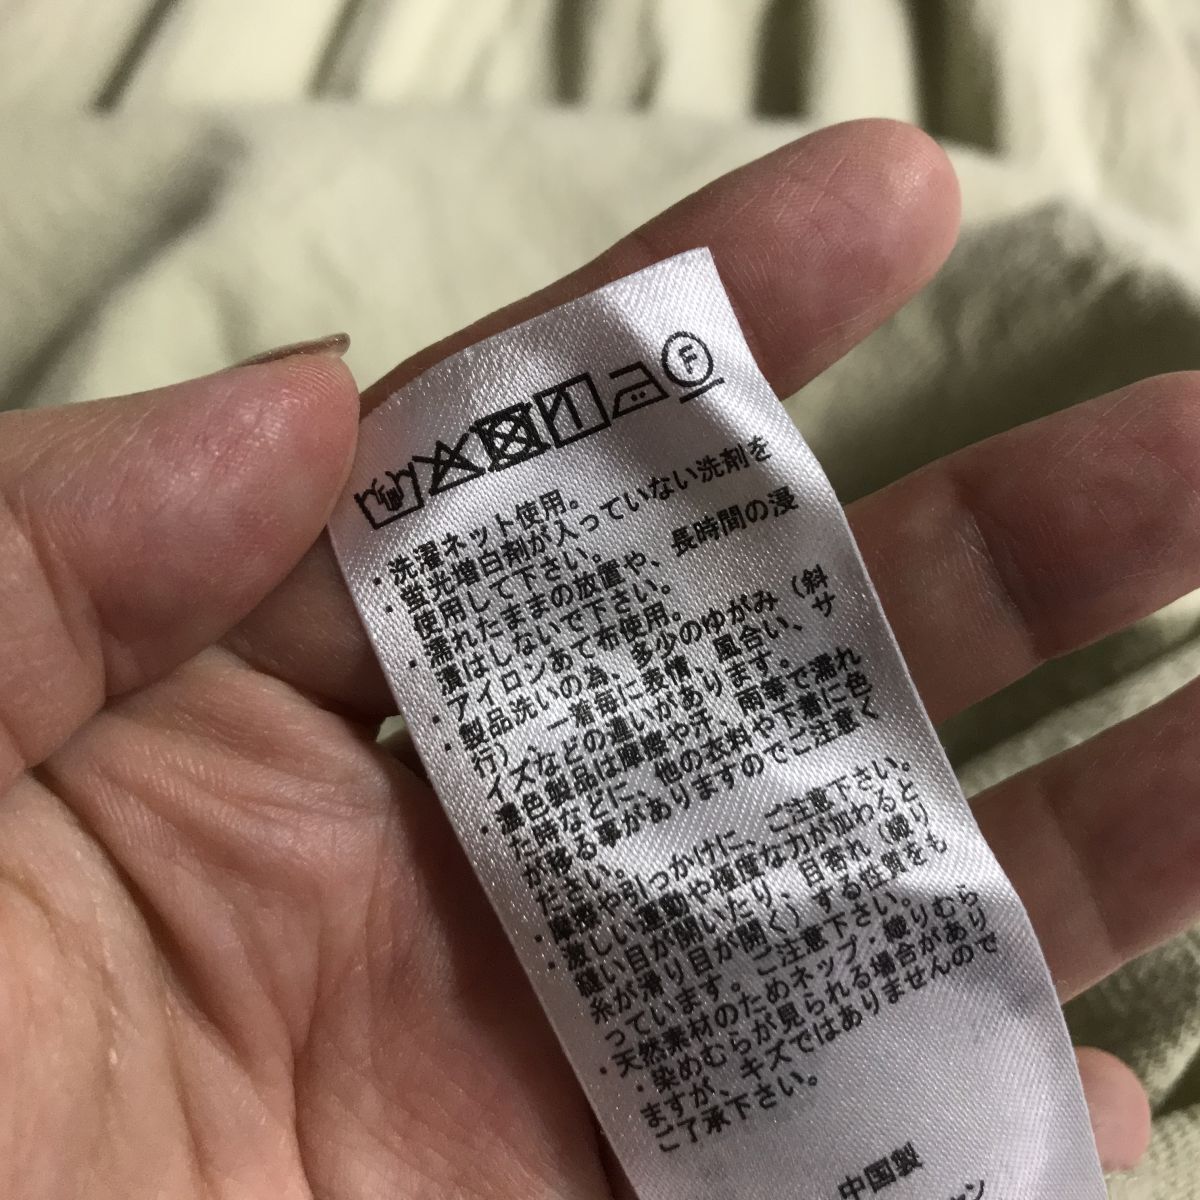 F
・洗濯ネット使用。
・蛍光増白剤が入っていない洗剤を
使用して下さい。
・濡れたままの放置や、長時間の浸
漬はしないで下さい。
・アイロンあて布使用。
・製品洗いの為、多少のゆがみ（斜
行）、一着毎に表情、風合い、サ
イズなどの違いがあります。
・濃色製品は摩擦や汗、雨等で濡れ
た時などに、他の衣料や下着に色
が移る事がありますのでご注意く
ださい。
・摩擦や引っかけに、ご注意下さい。
・激しい運動や極度な力が加わると
縫い目が開いたり、目寄れ（織り
糸が滑り目が開く）する性質をも
っています。ご注意下さい。
・天然素材のためネップ・織りむら
・染めむらが見られる場合があり
ますが、キズではありませんので
ご了承下さい。
中国製